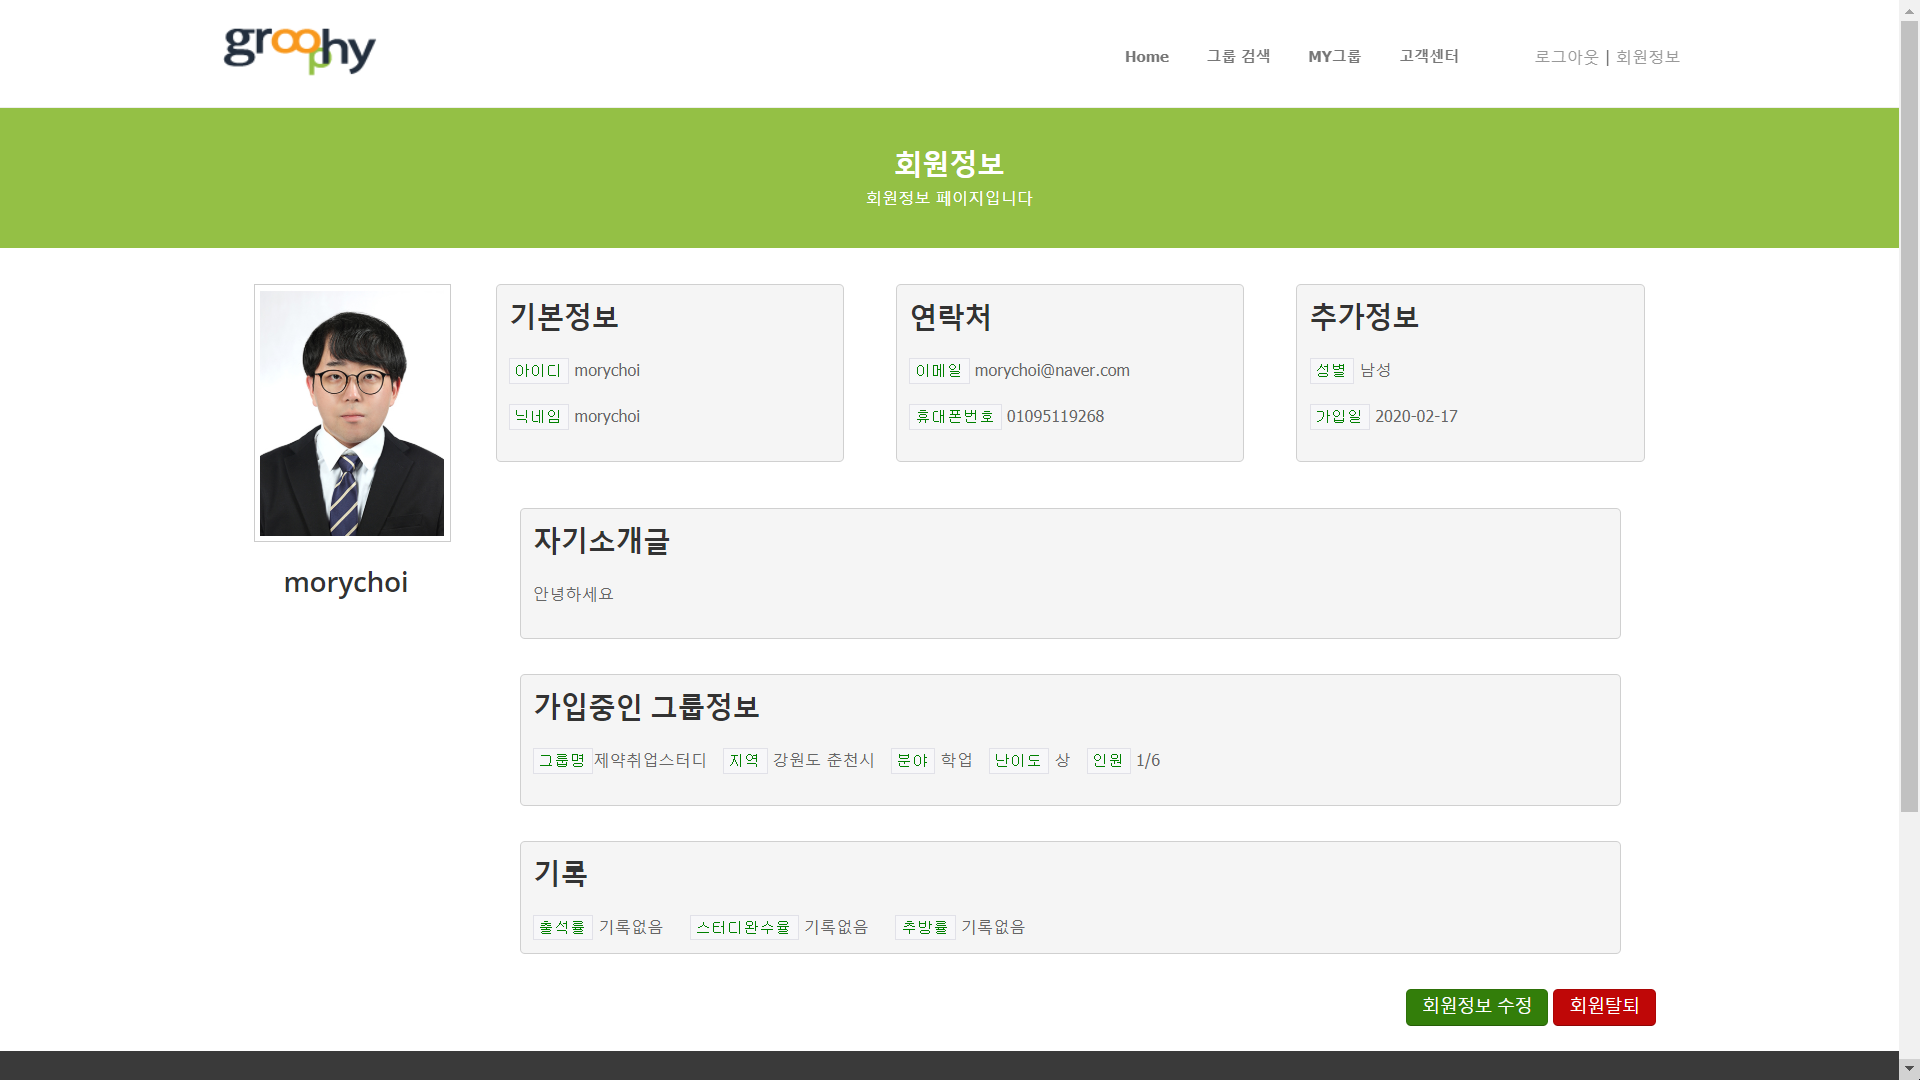 groophy
Home 그룹 검색 MY그룹 고객센터 로그아웃 | 회원정보
회원정보
회원정보 페이지입니다
기본정보
아이디 morychoi
닉네임 morychoi
연락처
이메일 morychoi@naver.com
휴대폰번호 01095119268
추가정보
성별 남성
가입일 2020-02-17
morychoi
자기소개글
안녕하세요
가입중인 그룹정보
그룹명 제약취업스터디 지역 강원도 춘천시 분야 학업 난이도 상 인원 1/6
기록
출석률 기록없음 스터디완수율 기록없음 추방률 기록없음
회원정보 수정 회원탈퇴